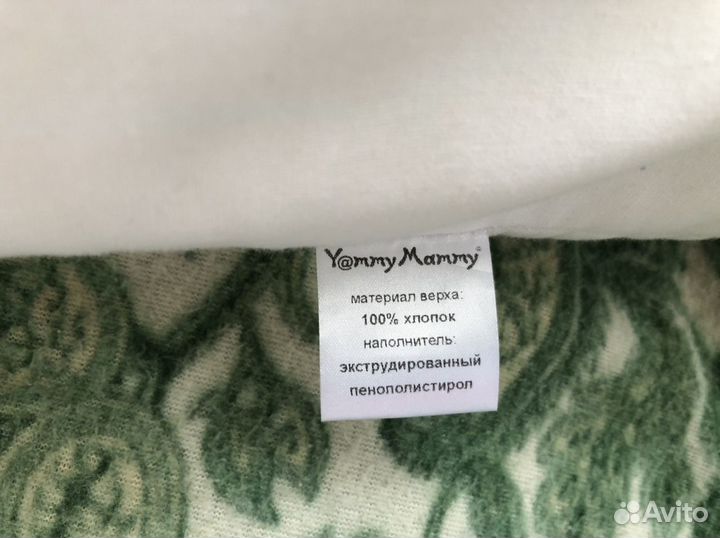 Y@mmy Mammy®
материал верха:
100% хлопок
наполнитель:
экструдированный
пенополистирол
Avito